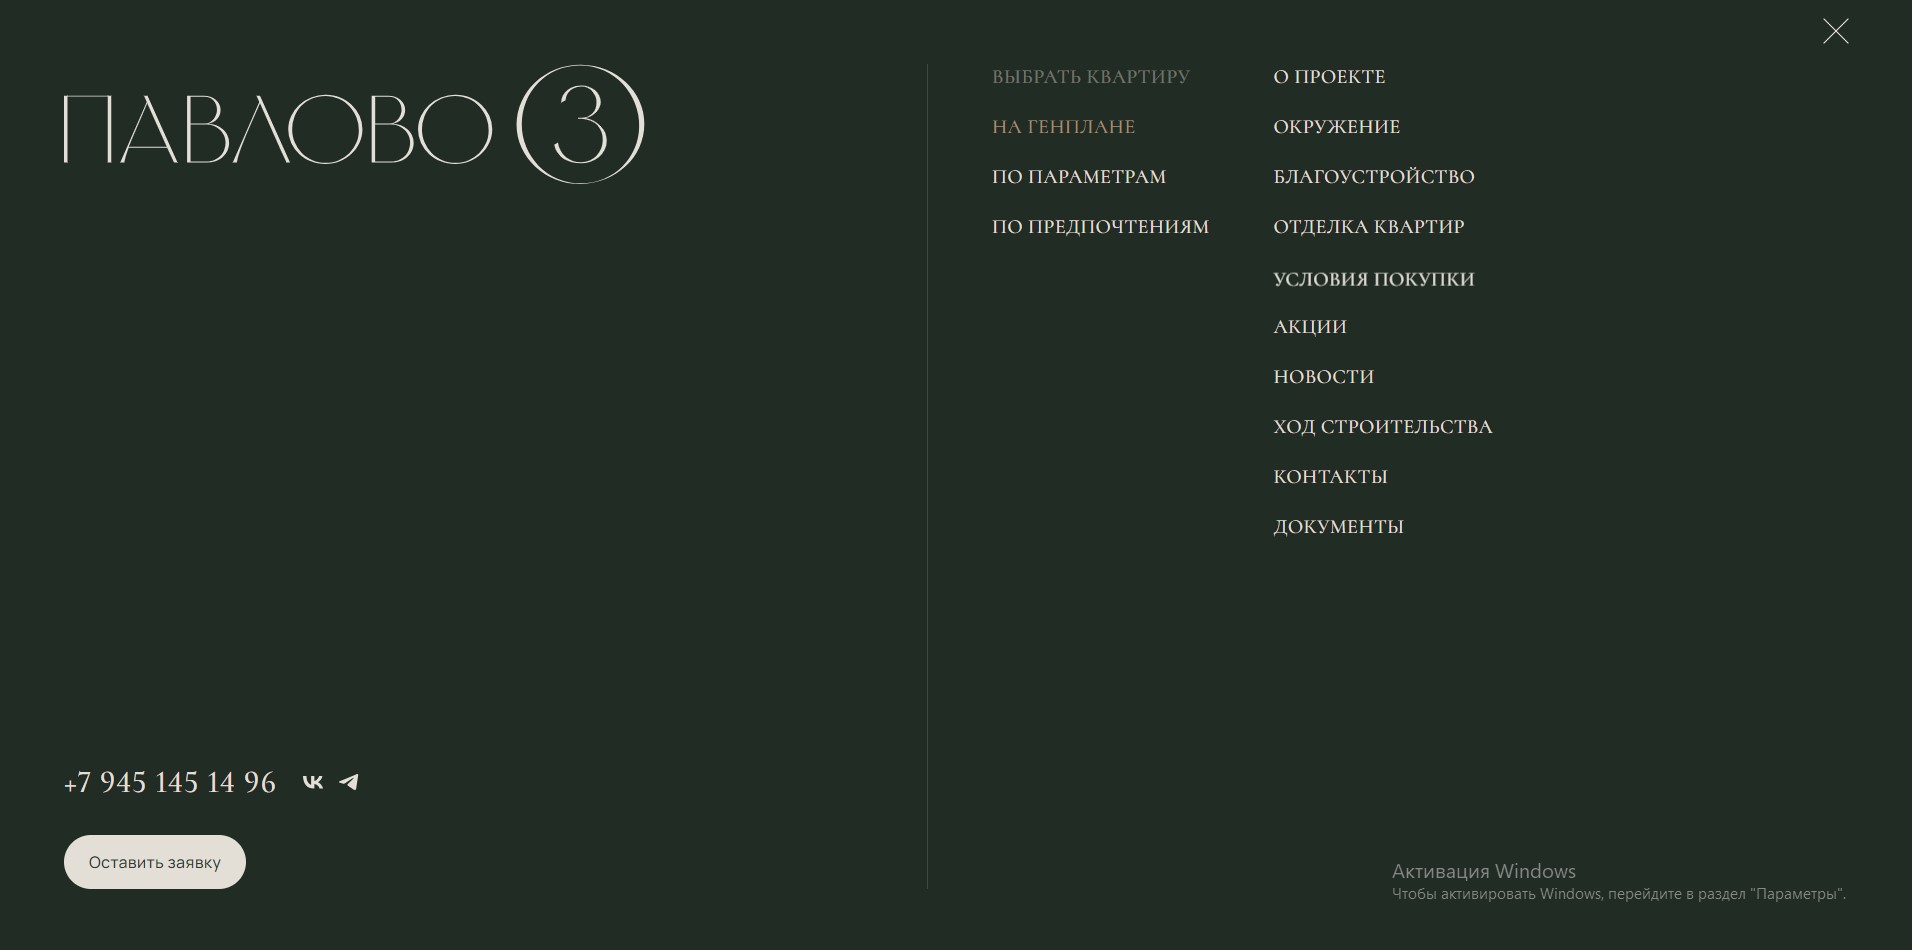 ПАВЛОВО 3
ВЫБРАТЬ КВАРТИРУ
НА ГЕНПЛАНЕ
ПО ПАРАМЕТРАМ
ПО ПРЕДПОЧТЕНИЯМ
О ПРОЕКТЕ
ОКРУЖЕНИЕ
БЛАГОУСТРОЙСТВО
ОТДЕЛКА КВАРТИР
УСЛОВИЯ ПОКУПКИ
АКЦИИ
НОВОСТИ
ХОД СТРОИТЕЛЬСТВА
КОНТАКТЫ
ДОКУМЕНТЫ
+7 945 145 14 96
Оставить заявку
Активация Windows
Чтобы активировать Windows, перейдите в раздел "Параметры".